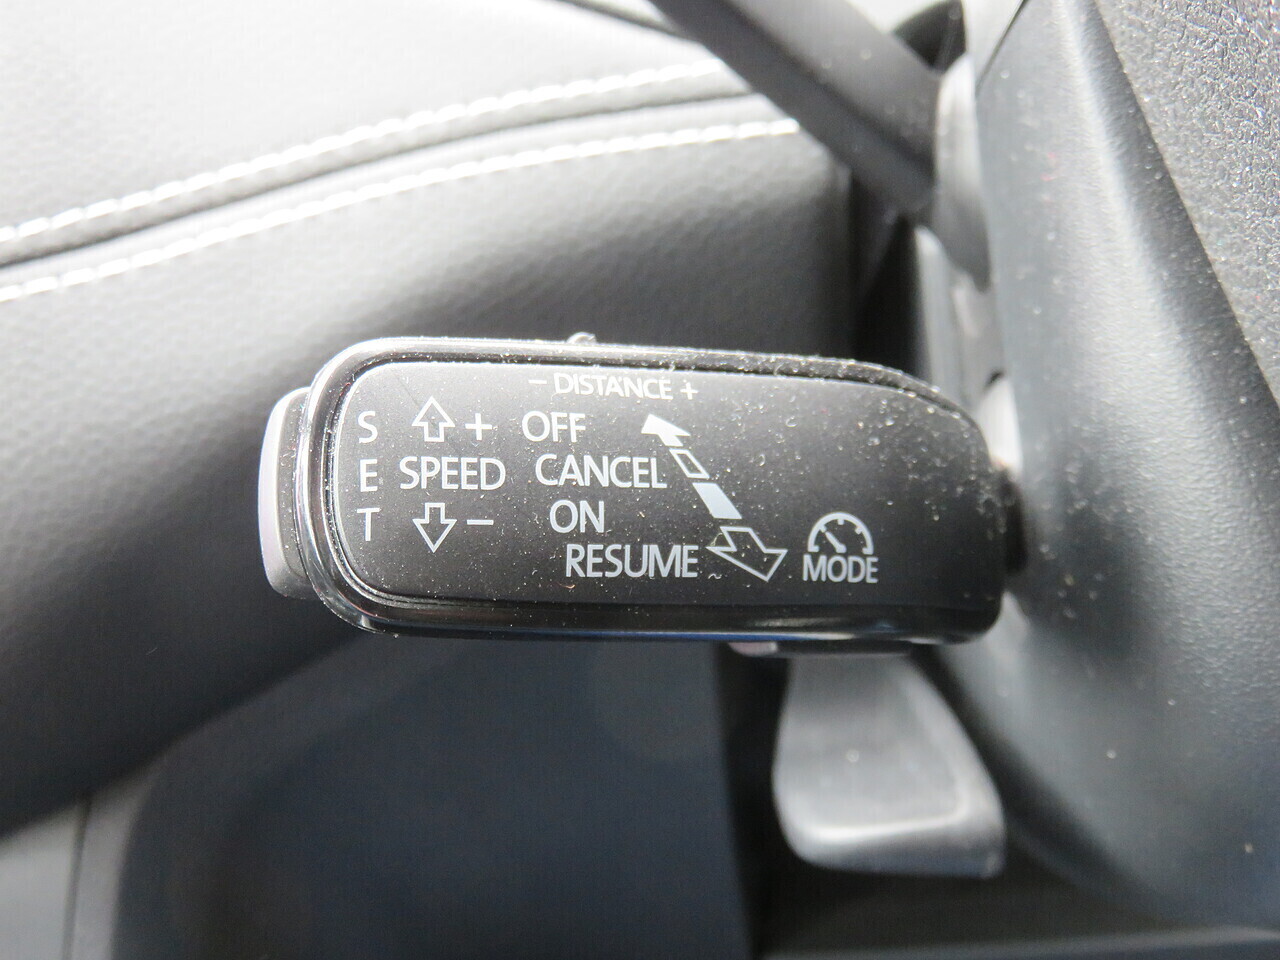 - DISTANCE +
S + OFF
E SPEED CANCEL
T - ON
RESUME
MODE